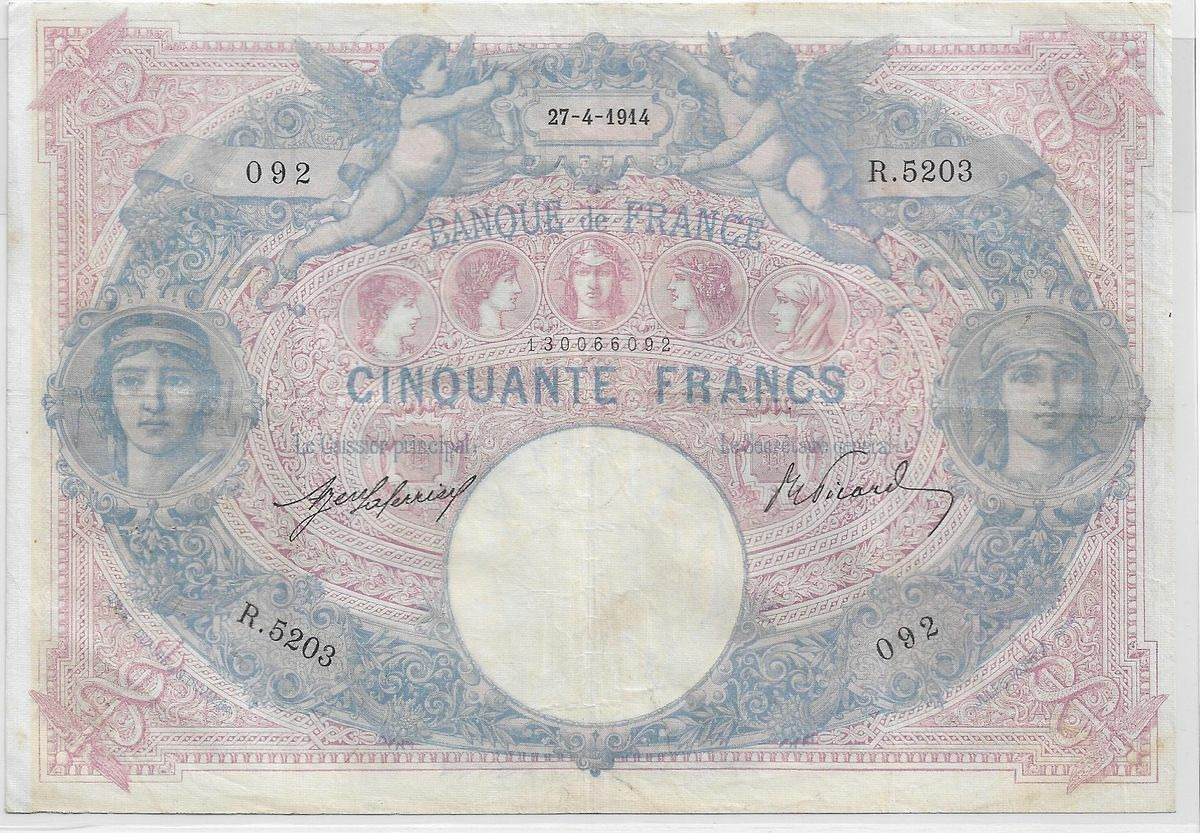 27-4-1914
092
R.5203
BANQUE de FRANCE
130066092
CINQUANTE FRANCS
Le Caissier principal,
Le Secrétaire général,
R.5203
092